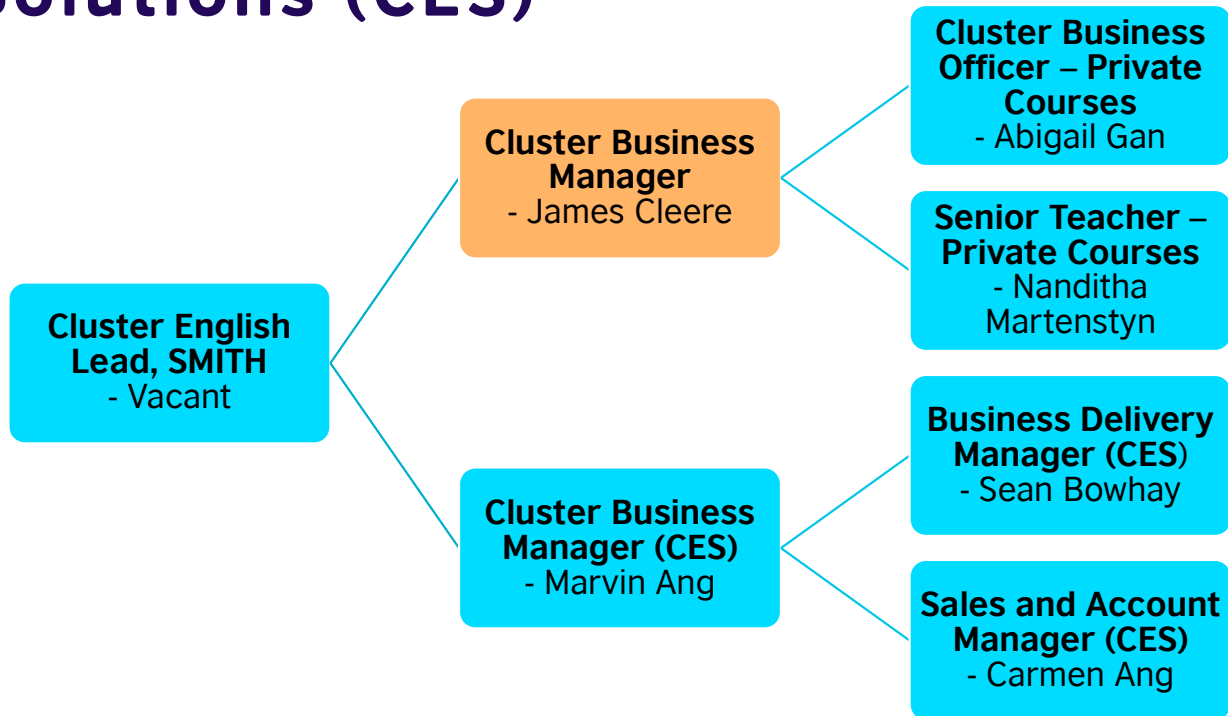 Solutions (CES)
Cluster English
Lead, SMITH
- Vacant
Cluster Business
Manager
- James Cleere
Cluster Business
Manager (CES)
- Marvin Ang
Cluster Business
Officer – Private
Courses
- Abigail Gan
Senior Teacher –
Private Courses
- Nanditha
Martenstyn
Business Delivery
Manager (CES)
- Sean Bowhay
Sales and Account
Manager (CES)
- Carmen Ang